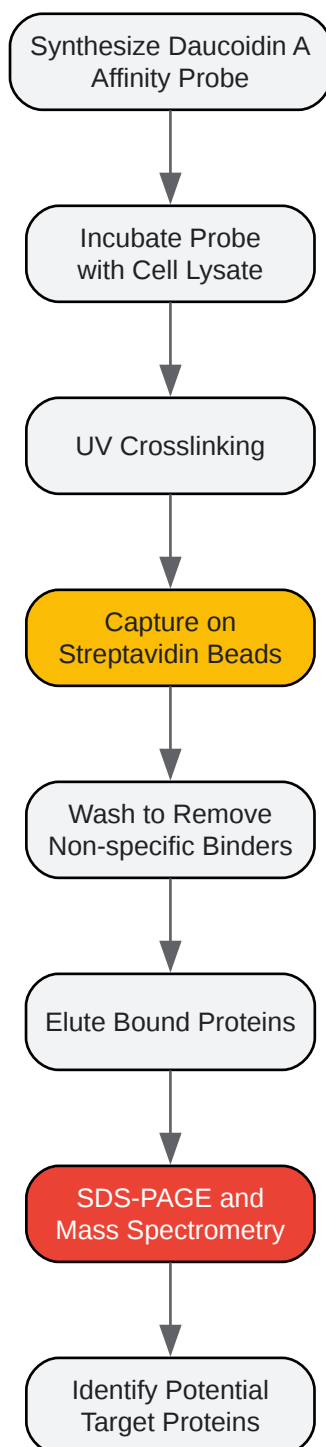 Synthesize Daucoidin A
Affinity Probe
Incubate Probe
with Cell Lysate
UV Crosslinking
Capture on
Streptavidin Beads
Wash to Remove
Non-specific Binders
Elute Bound Proteins
SDS-PAGE and
Mass Spectrometry
Identify Potential
Target Proteins